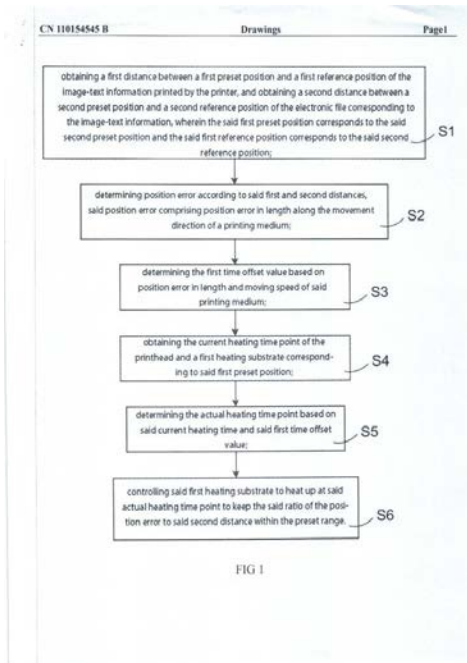 CN 110154545 B Drawings Page1
obtaining a first distance between a first preset position and a first reference position of the
image-text information printed by the printer, and obtaining a second distance between a
second preset position and a second reference position of the electronic file corresponding to
the image-text information, wherein the said first preset position corresponds to the said
second preset position and the said first reference position corresponds to the said second
reference position;
S1
determining position error according to said first and second distances,
said position error comprising position error in length along the movement
direction of a printing medium;
S2
determining the first time offset value based on
position error in length and moving speed of said
printing medium;
S3
obtaining the current heating time point of the
printhead and a first heating substrate correspond-
ing to said first preset position;
S4
determining the actual heating time point based on
said current heating time and said first time offset
value;
S5
controlling said first heating substrate to heat up at said
actual heating time point to keep the said ratio of the posi-
tion error to said second distance within the preset range.
S6
FIG 1